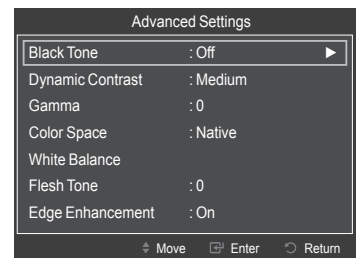 Advanced Settings
Black Tone : Off ►
Dynamic Contrast : Medium
Gamma : 0
Color Space : Native
White Balance
Flesh Tone : 0
Edge Enhancement : On
Move Enter Return